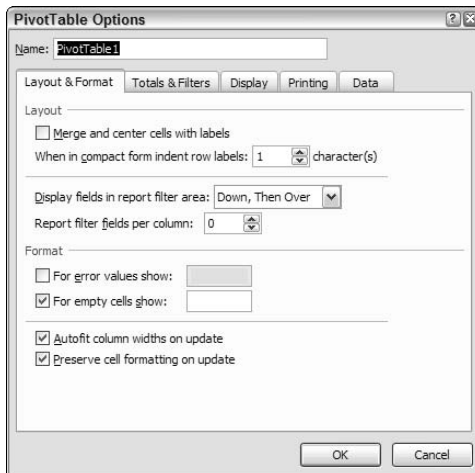 PivotTable Options
Name: PivotTable1
Layout & Format Totals & Filters Display Printing Data
Layout
Merge and center cells with labels
When in compact form indent row labels: 1 character(s)
Display fields in report filter area: Down, Then Over
Report filter fields per column: 0
Format
For error values show:
For empty cells show:
Autofit column widths on update
Preserve cell formatting on update
OK Cancel